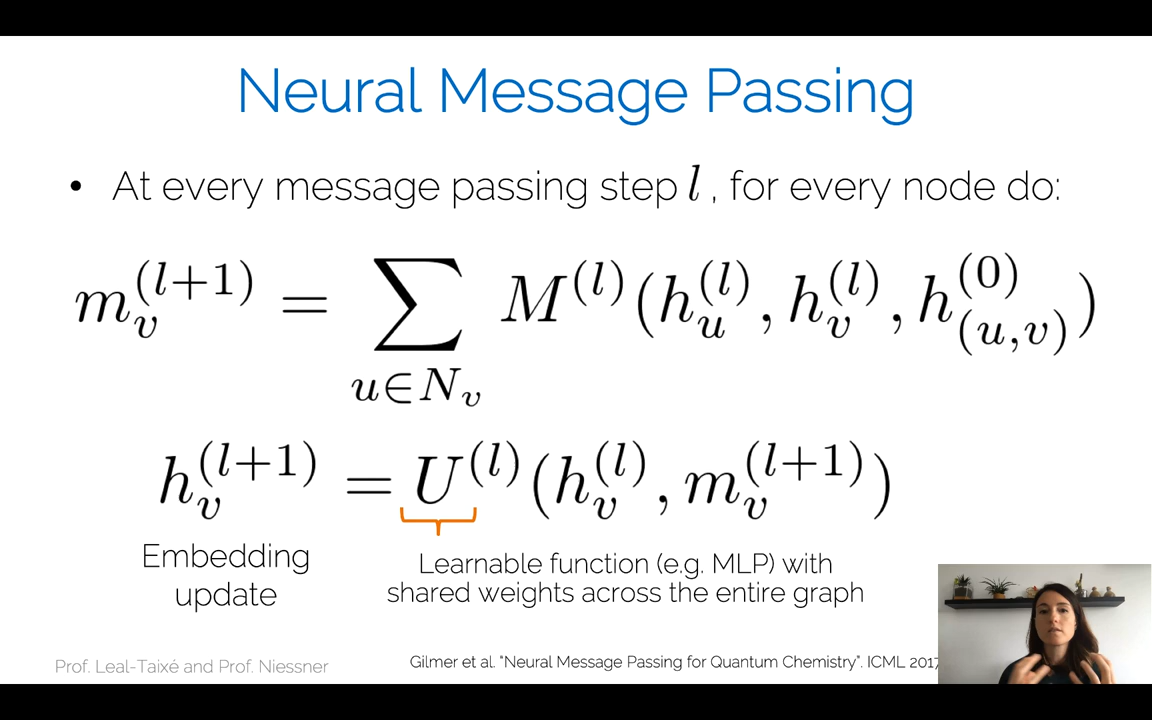 Neural Message Passing
• At every message passing step l, for every node do:
m_v^{(l+1)} = \sum_{u \in N_v} M^{(l)}(h_u^{(l)}, h_v^{(l)}, h_{(u,v)}^{(0)})
h_v^{(l+1)} = U^{(l)}(h_v^{(l)}, m_v^{(l+1)})
Embedding
update
Learnable function (e.g. MLP) with
shared weights across the entire graph
Prof. Leal-Taixé and Prof. Niessner
Gilmer et al. "Neural Message Passing for Quantum Chemistry". ICML 2017